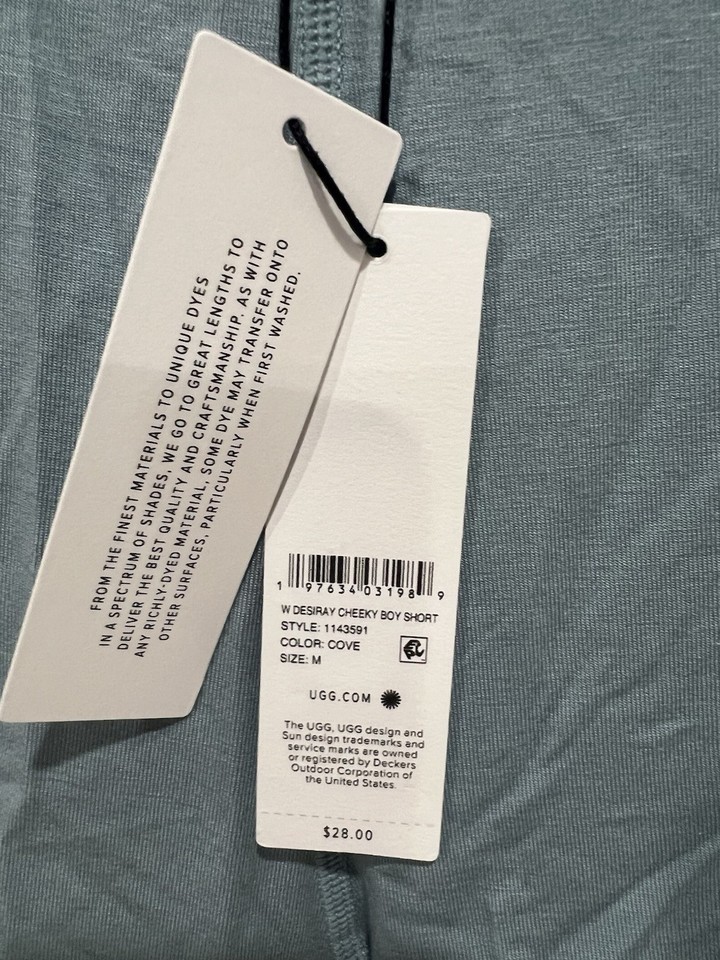 FROM THE FINEST MATERIALS TO UNIQUE DYES
IN A SPECTRUM OF SHADES, WE GO TO GREAT LENGTHS TO
DELIVER THE BEST QUALITY AND CRAFTSMANSHIP. AS WITH
ANY RICHLY-DYED MATERIAL, SOME DYE MAY TRANSFER ONTO
OTHER SURFACES, PARTICULARLY WHEN FIRST WASHED.
1 97634 03198 9
W DESIRAY CHEEKY BOY SHORT
STYLE: 1143591
COLOR: COVE
SIZE: M
UGG.COM
The UGG, UGG design and
Sun design trademarks and
service marks are owned
or registered by Deckers
Outdoor Corporation of
the United States.
$28.00